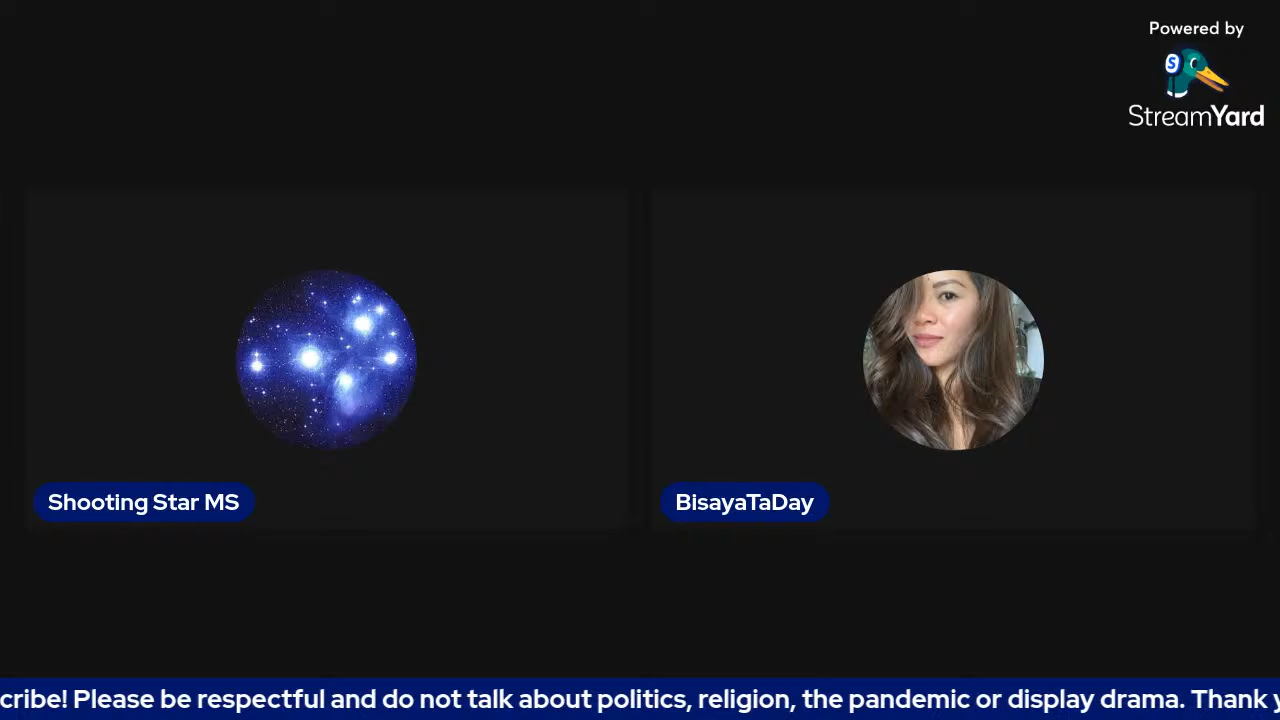 Powered by
S
StreamYard
Shooting Star MS
BisayaTaDay
cribe! Please be respectful and do not talk about politics, religion, the pandemic or display drama. Thank